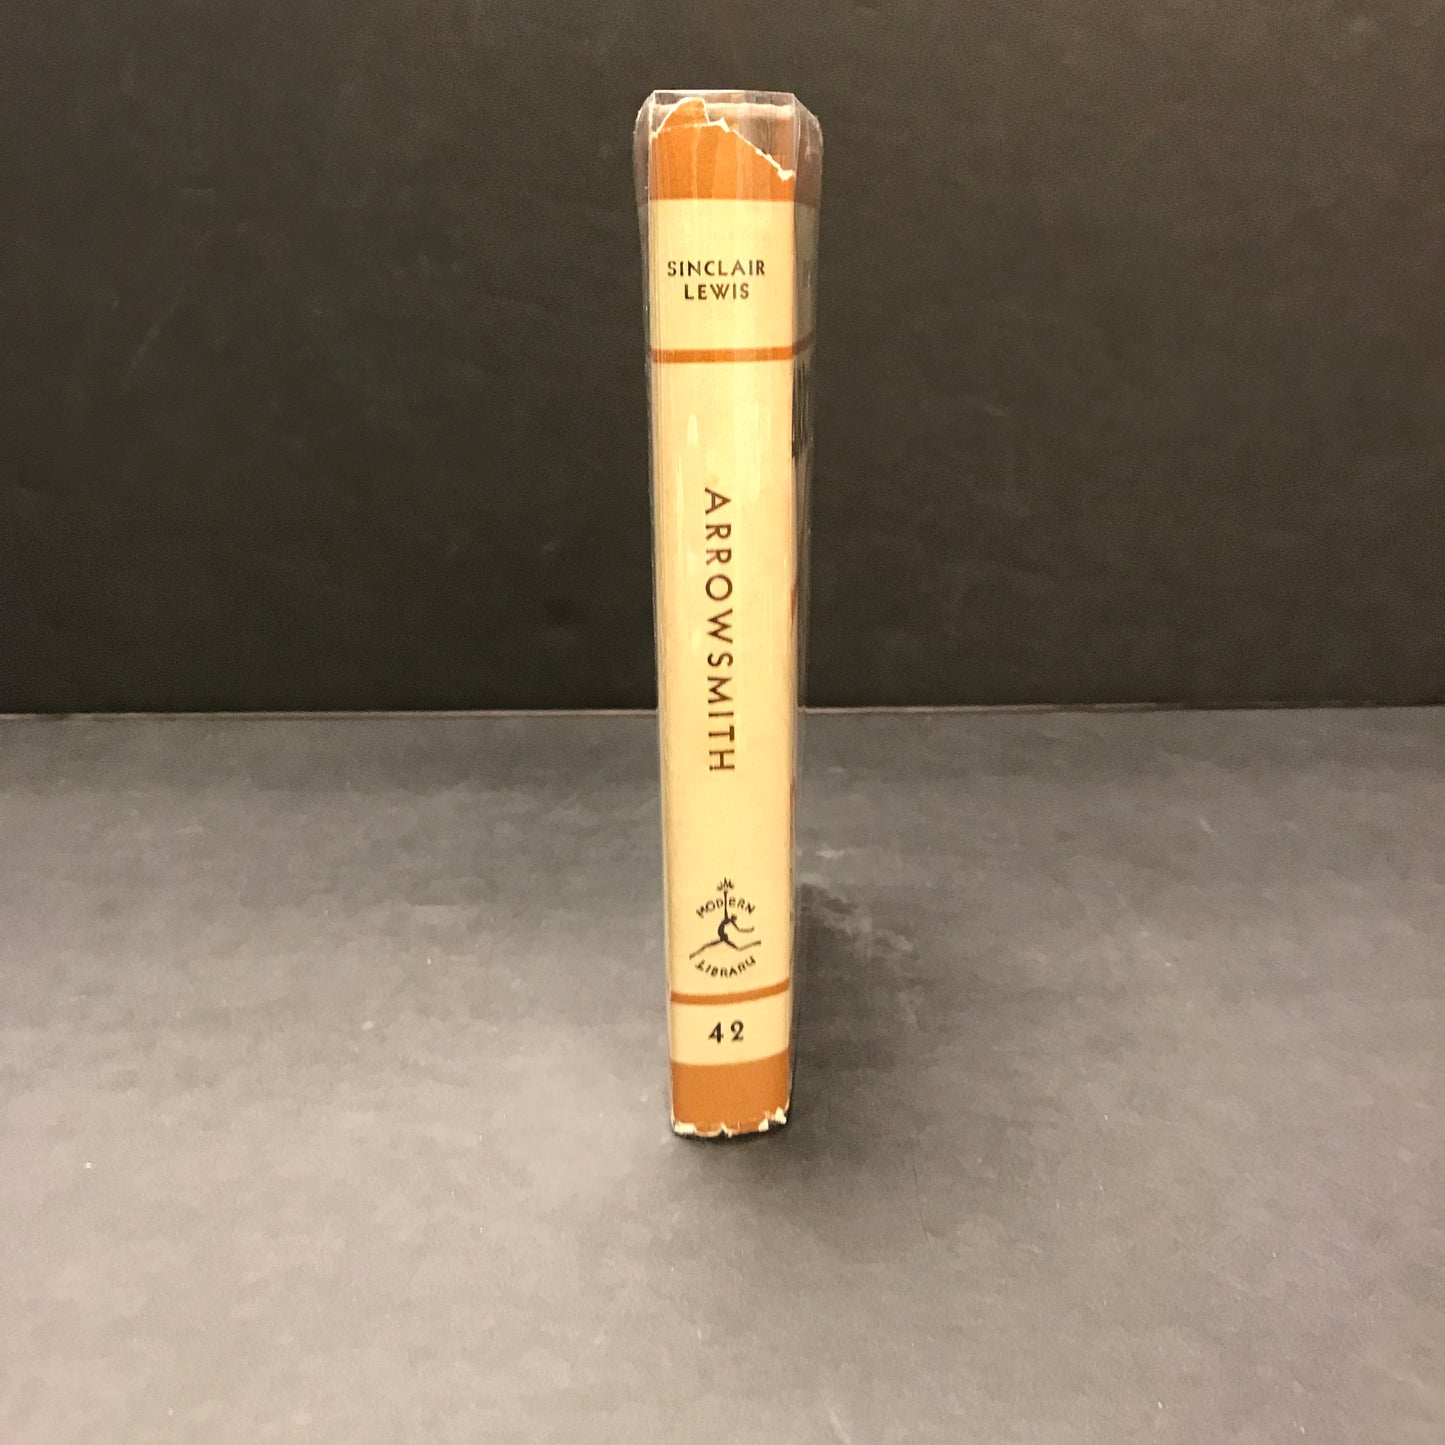 SINCLAIR
LEWIS
ARROWSMITH
MODERN
LIBRARY
42